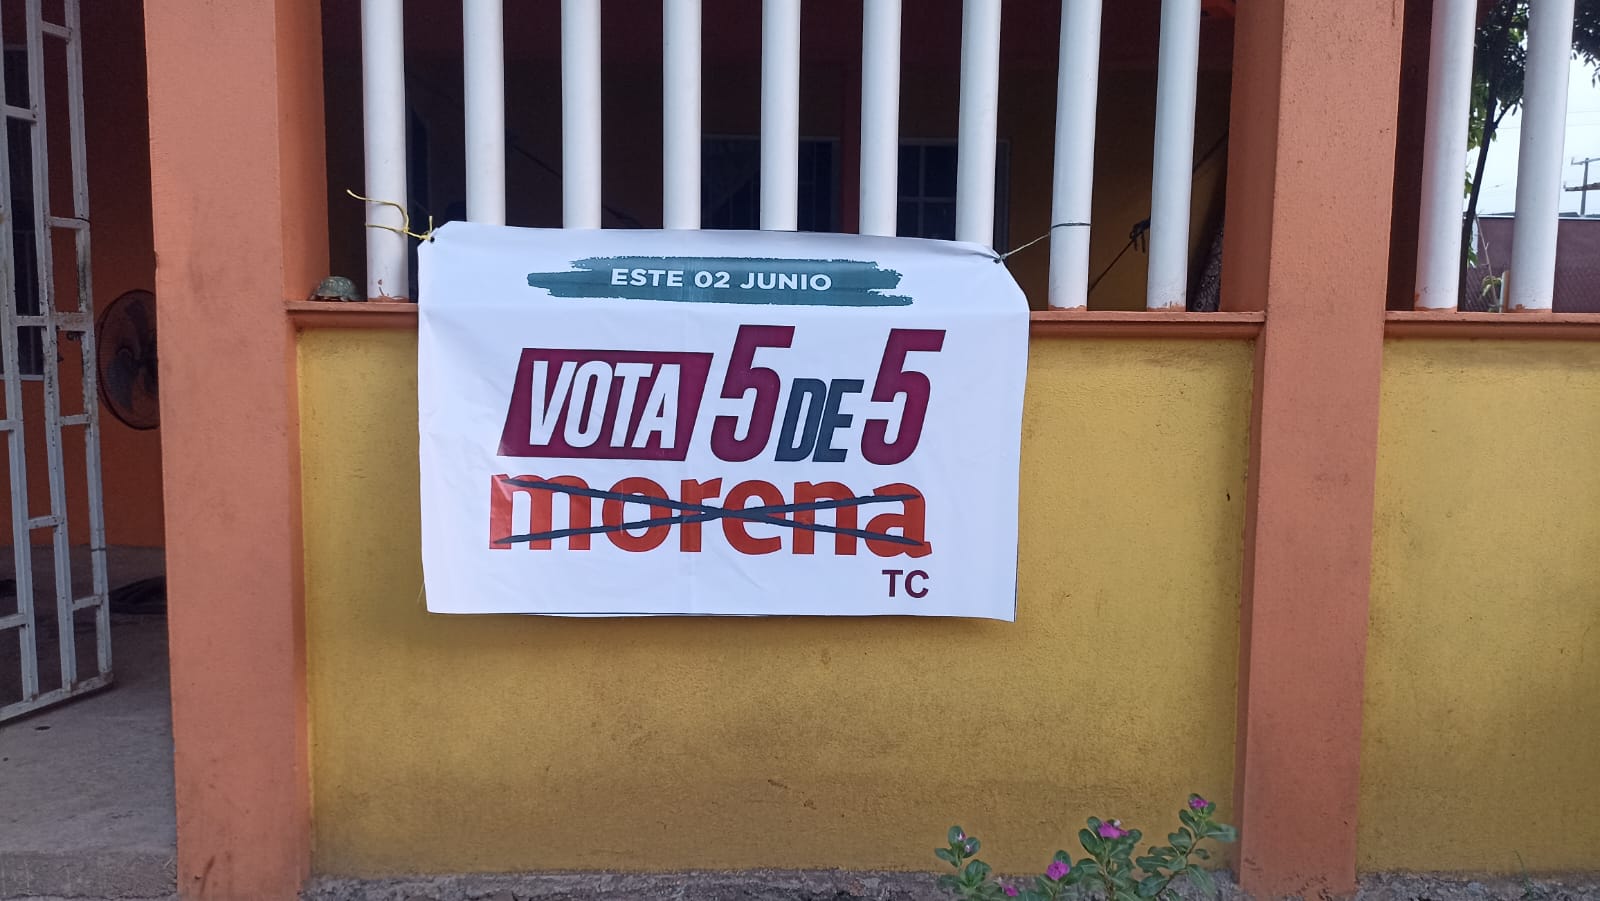 ESTE 02 JUNIO
VOTA 5 DE 5
morena
TC